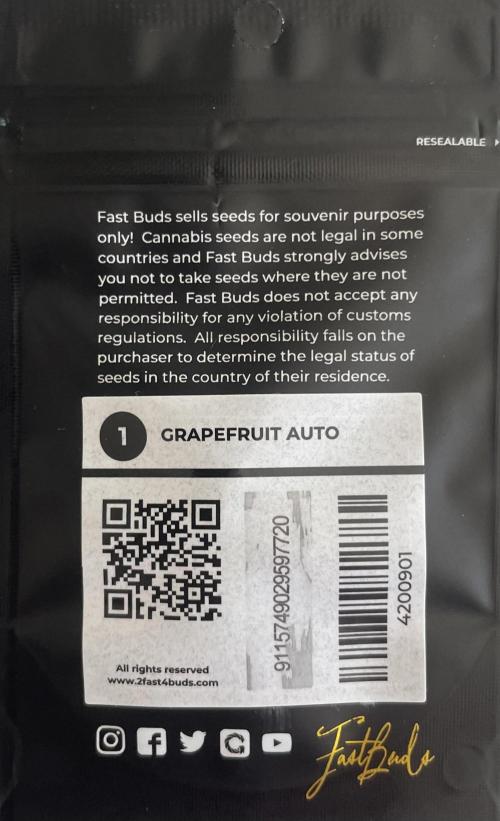 RESEALABLE
Fast Buds sells seeds for souvenir purposes
only! Cannabis seeds are not legal in some
countries and Fast Buds strongly advises
you not to take seeds where they are not
permitted. Fast Buds does not accept any
responsibility for any violation of customs
regulations. All responsibility falls on the
purchaser to determine the legal status of
seeds in the country of their residence.
1 GRAPEFRUIT AUTO
9115749029597720
4200901
All rights reserved
www.2fast4buds.com
FastBuds